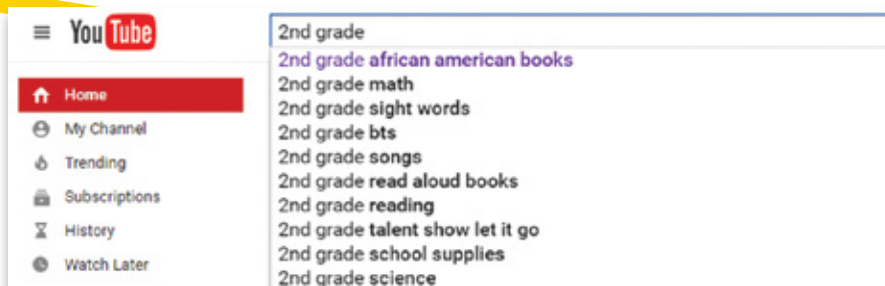 YouTube
2nd grade
2nd grade african american books
2nd grade math
2nd grade sight words
2nd grade bts
2nd grade songs
2nd grade read aloud books
2nd grade reading
2nd grade talent show let it go
2nd grade school supplies
2nd grade science
Home
My Channel
Trending
Subscriptions
History
Watch Later